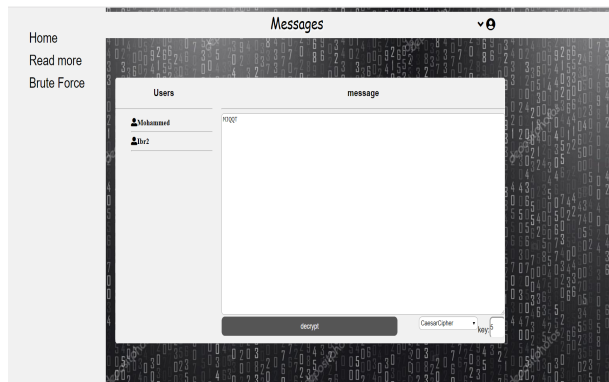 Messages
Home
Read more
Brute Force
Users
message
Mohammed
Ibr2
MJQQT
decrypt
CaesarCipher
key:5